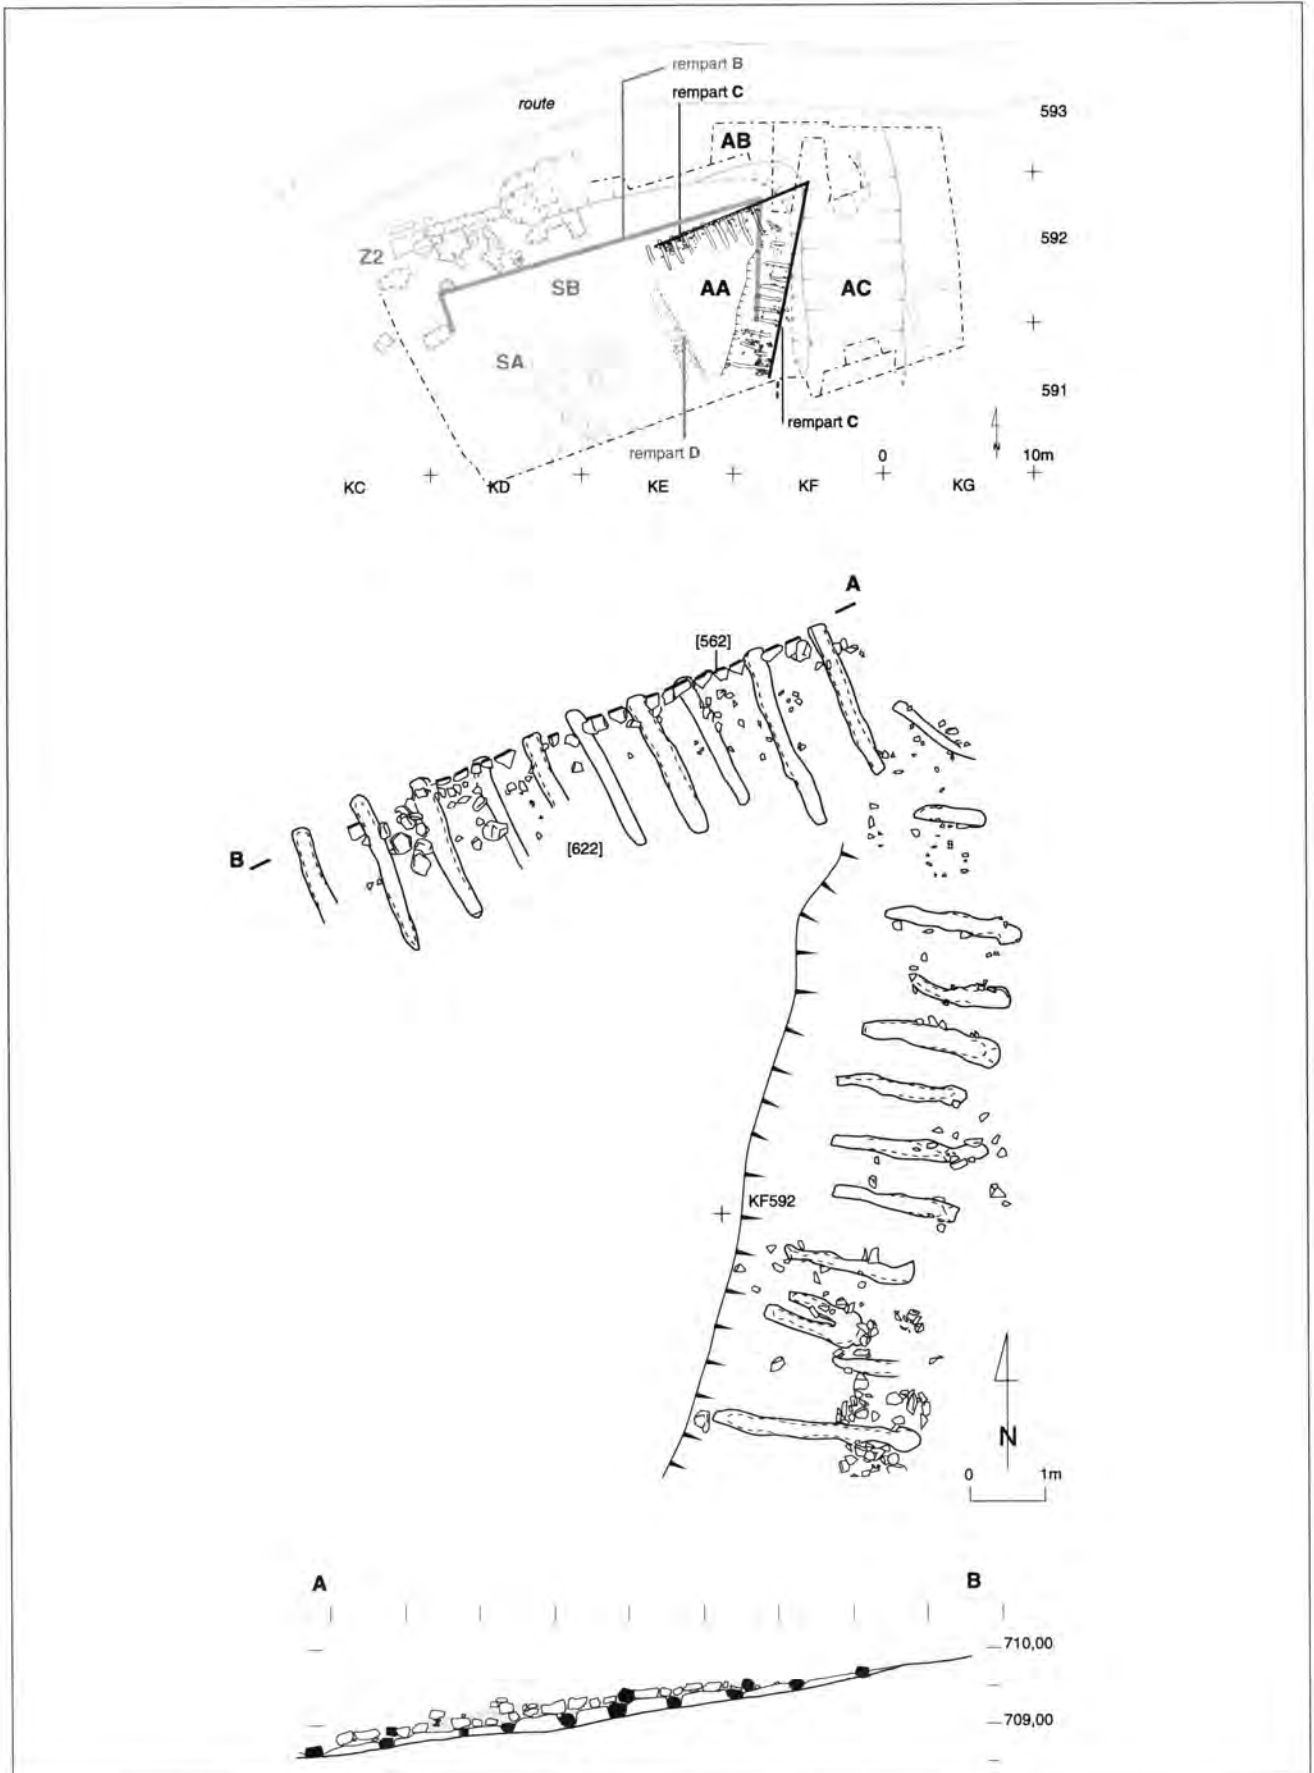 rempart B
rempart C
route
593
AB
592
Z2
SB
AA
AC
SA
591
rempart C
rempart D
N
0 10m
KC KD KE KF KG
A
[562]
B
[622]
KF592
N
0 1m
A B
710,00
709,00